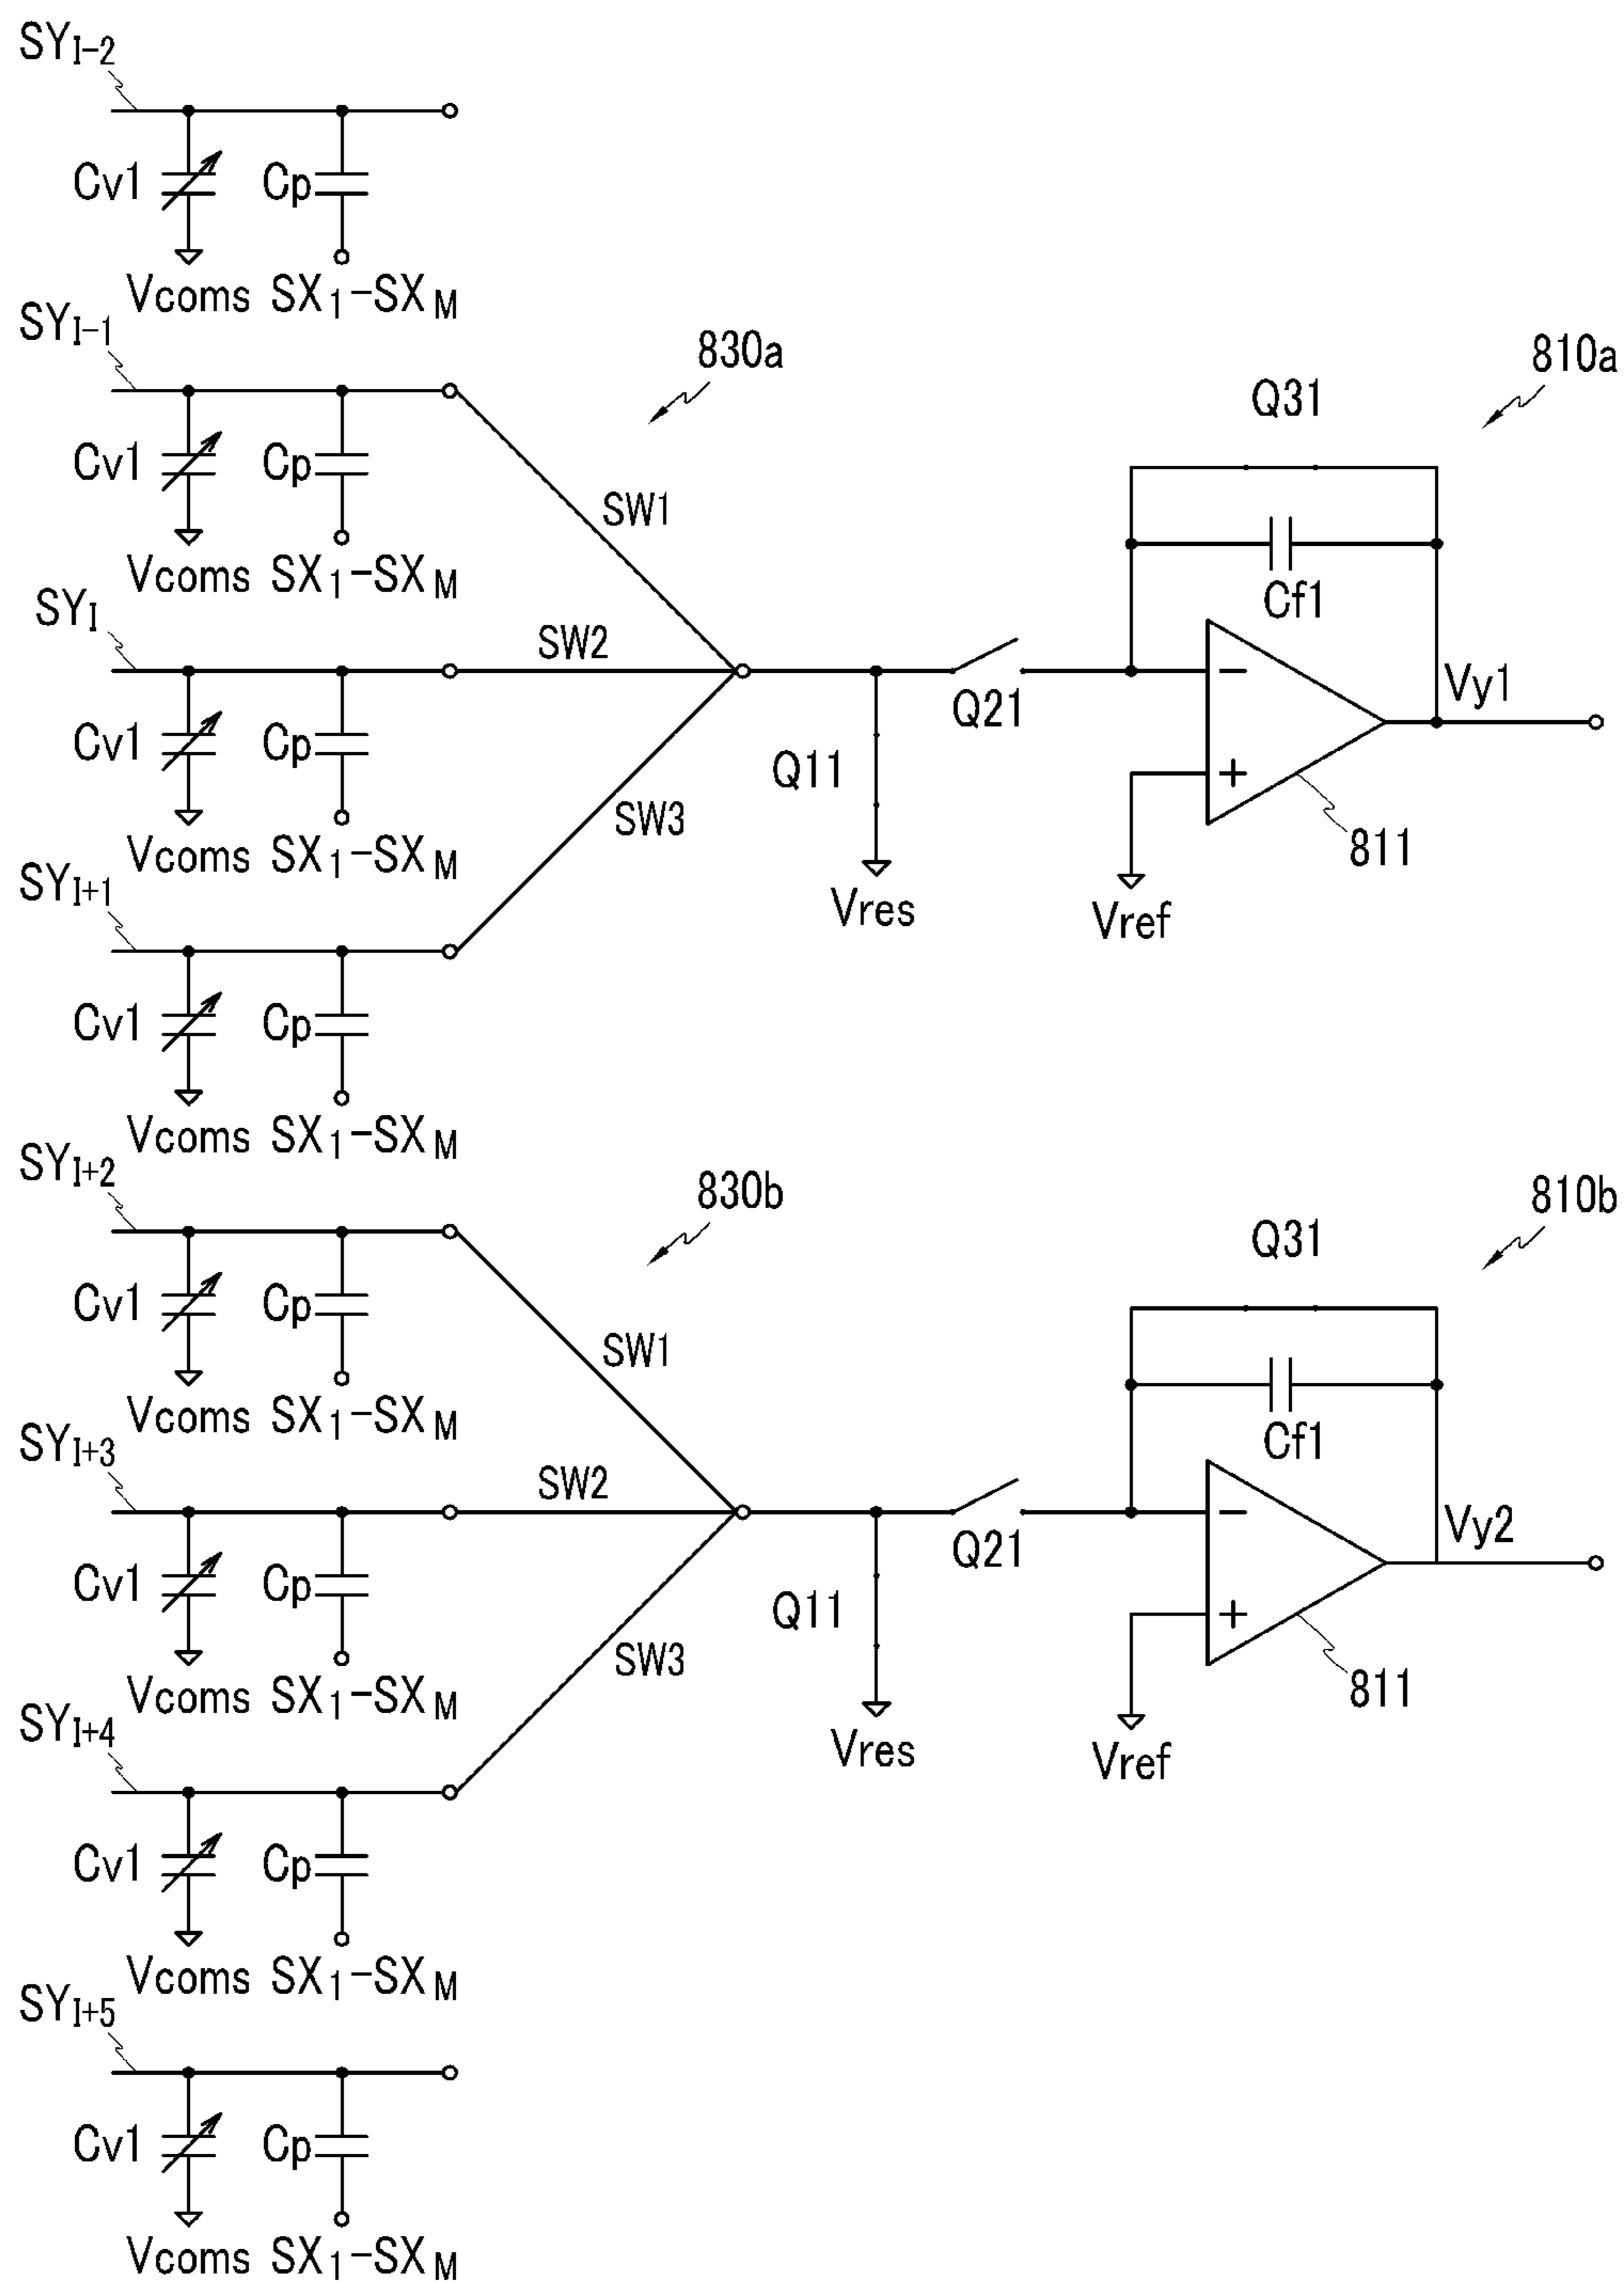 SYI-2
Cv1 Cp
Vcoms SX1-SXM
SYI-1
830a
810a
Q31
Cv1 Cp
SW1
Vcoms SX1-SXM
Cf1
SYI
SW2
Vy1
Q21
Cv1 Cp
Q11
SW3
811
Vcoms SX1-SXM
SYI+1
Vres
Vref
Cv1 Cp
Vcoms SX1-SXM
SYI+2
830b
810b
Q31
Cv1 Cp
SW1
Vcoms SX1-SXM
Cf1
SYI+3
SW2
Vy2
Q21
Cv1 Cp
Q11
SW3
811
Vcoms SX1-SXM
SYI+4
Vres
Vref
Cv1 Cp
Vcoms SX1-SXM
SYI+5
Cv1 Cp
Vcoms SX1-SXM